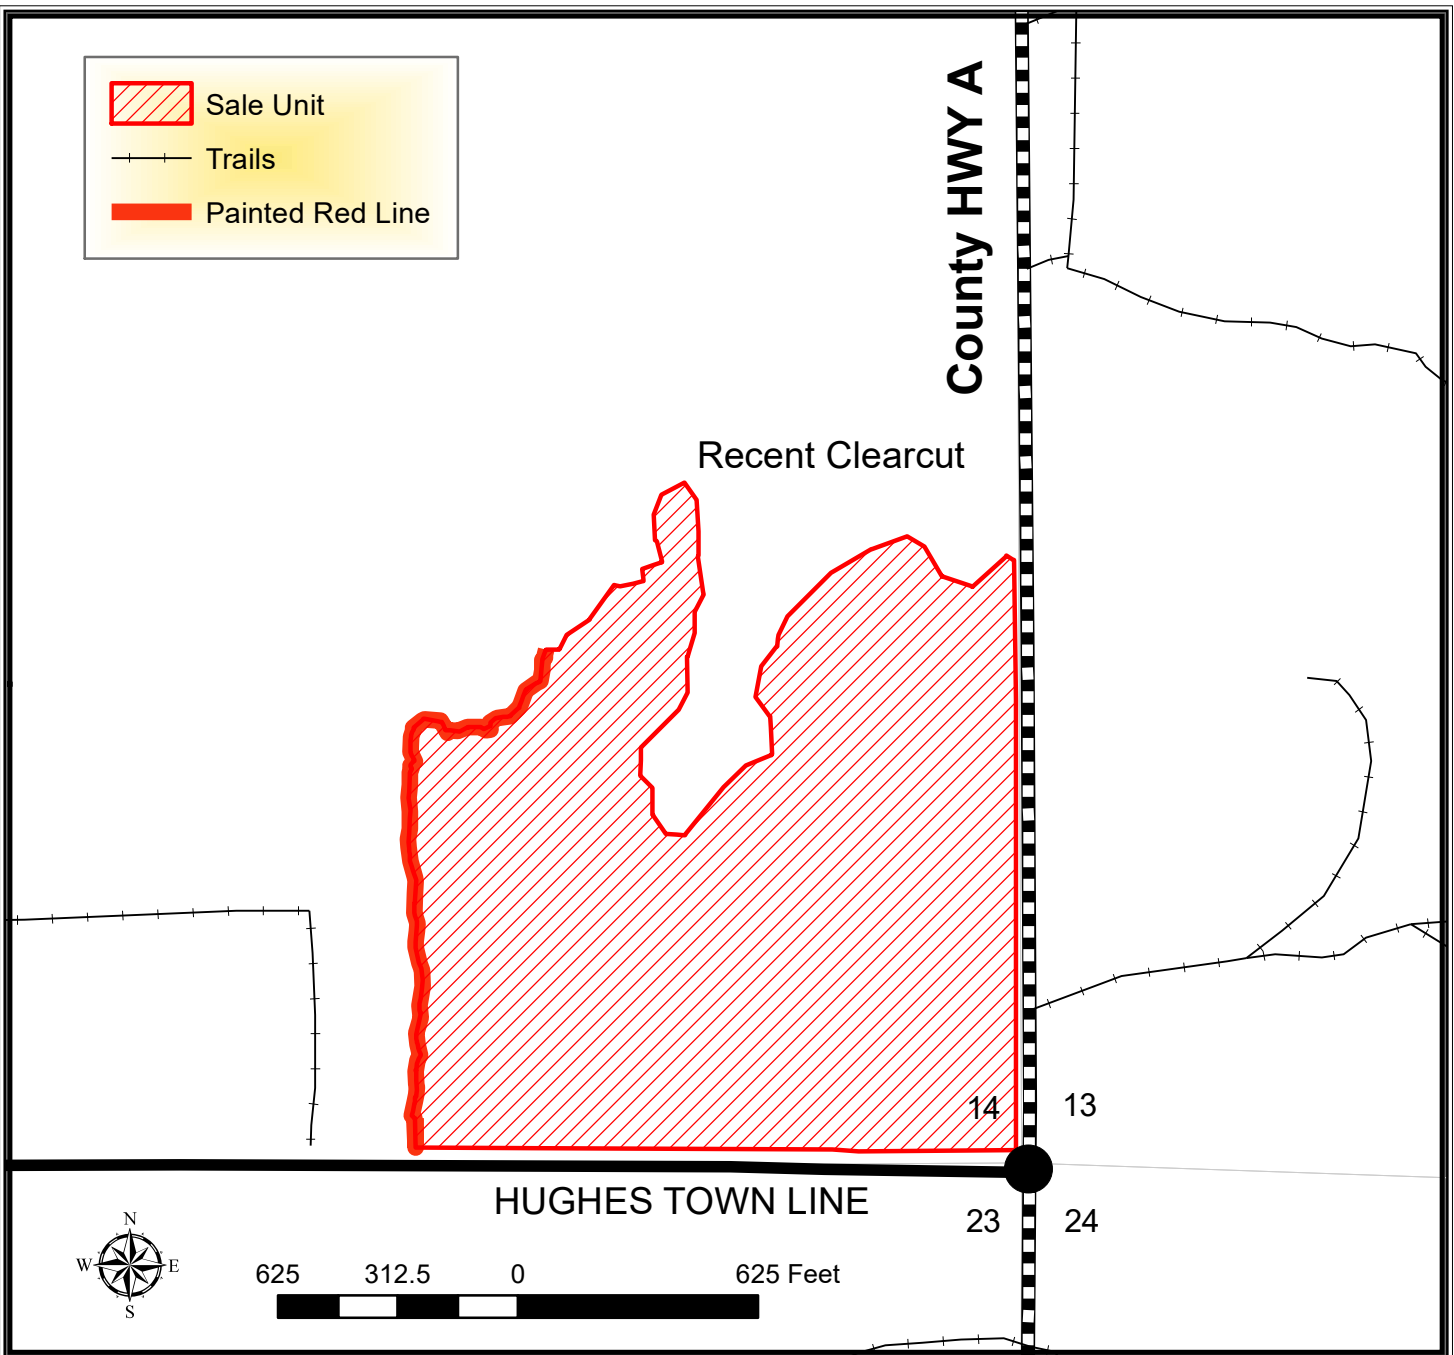 Sale Unit
Trails
Painted Red Line
County HWY A
Recent Clearcut
14
13
HUGHES TOWN LINE
23
24
N
W
E
S
625 312.5 0 625 Feet